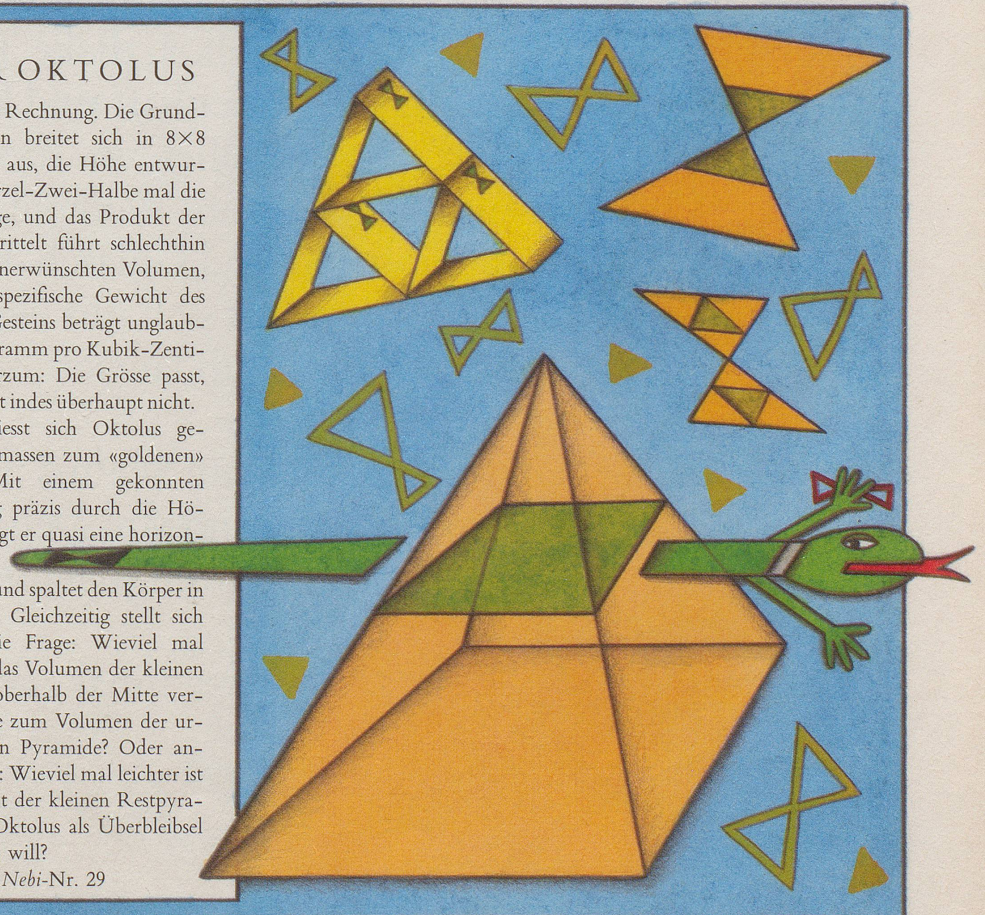 OKTOLUS
Rechnung. Die Grund-
n breitet sich in 8×8
aus, die Höhe entwur-
rzel-Zwei-Halbe mal die
ge, und das Produkt der
rittelt führt schlechthin
nerwünschten Volumen,
spezifische Gewicht des
Gesteins beträgt unglaub-
ramm pro Kubik-Zenti-
rzum: Die Grösse passt,
t indes überhaupt nicht.
iesst sich Oktolus ge-
massen zum «goldenen»
Mit einem gekonnten
g präzis durch die Hö-
gt er quasi eine horizon-
und spaltet den Körper in
Gleichzeitig stellt sich
ie Frage: Wieviel mal
das Volumen der kleinen
oberhalb der Mitte ver-
e zum Volumen der ur-
n Pyramide? Oder an-
: Wieviel mal leichter ist
t der kleinen Restpyra-
Oktolus als Überbleibsel
will?
Nebi-Nr. 29